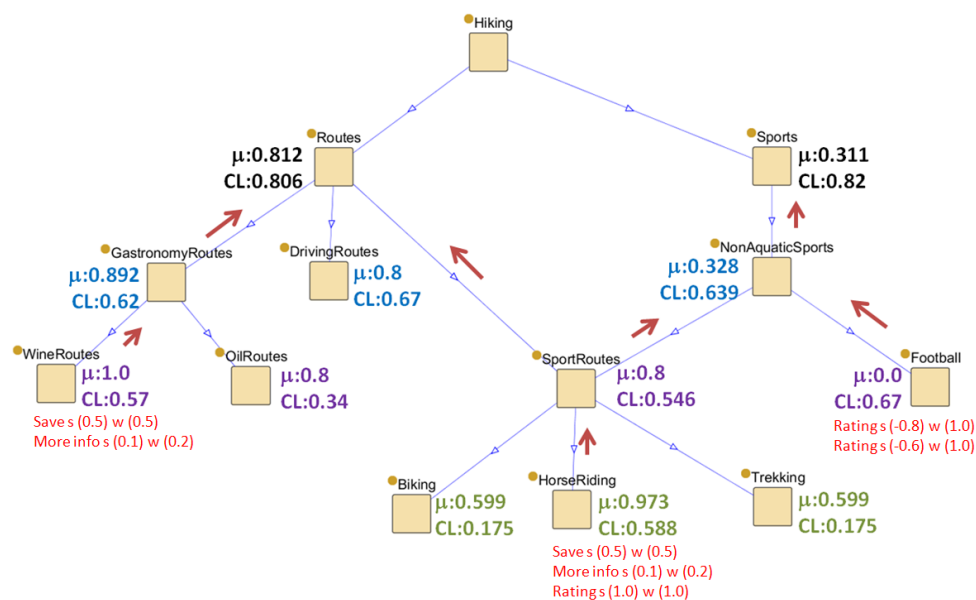 Hiking
Routes
μ:0.812
CL:0.806
Sports
μ:0.311
CL:0.82
GastronomyRoutes
μ:0.892
CL:0.62
DrivingRoutes
μ:0.8
CL:0.67
NonAquaticSports
μ:0.328
CL:0.639
WineRoutes
μ:1.0
CL:0.57
Save s (0.5) w (0.5)
More info s (0.1) w (0.2)
OilRoutes
μ:0.8
CL:0.34
SportRoutes
μ:0.8
CL:0.546
Football
μ:0.0
CL:0.67
Rating s (-0.8) w (1.0)
Rating s (-0.6) w (1.0)
Biking
μ:0.599
CL:0.175
HorseRiding
μ:0.973
CL:0.588
Save s (0.5) w (0.5)
More info s (0.1) w (0.2)
Rating s (1.0) w (1.0)
Trekking
μ:0.599
CL:0.175